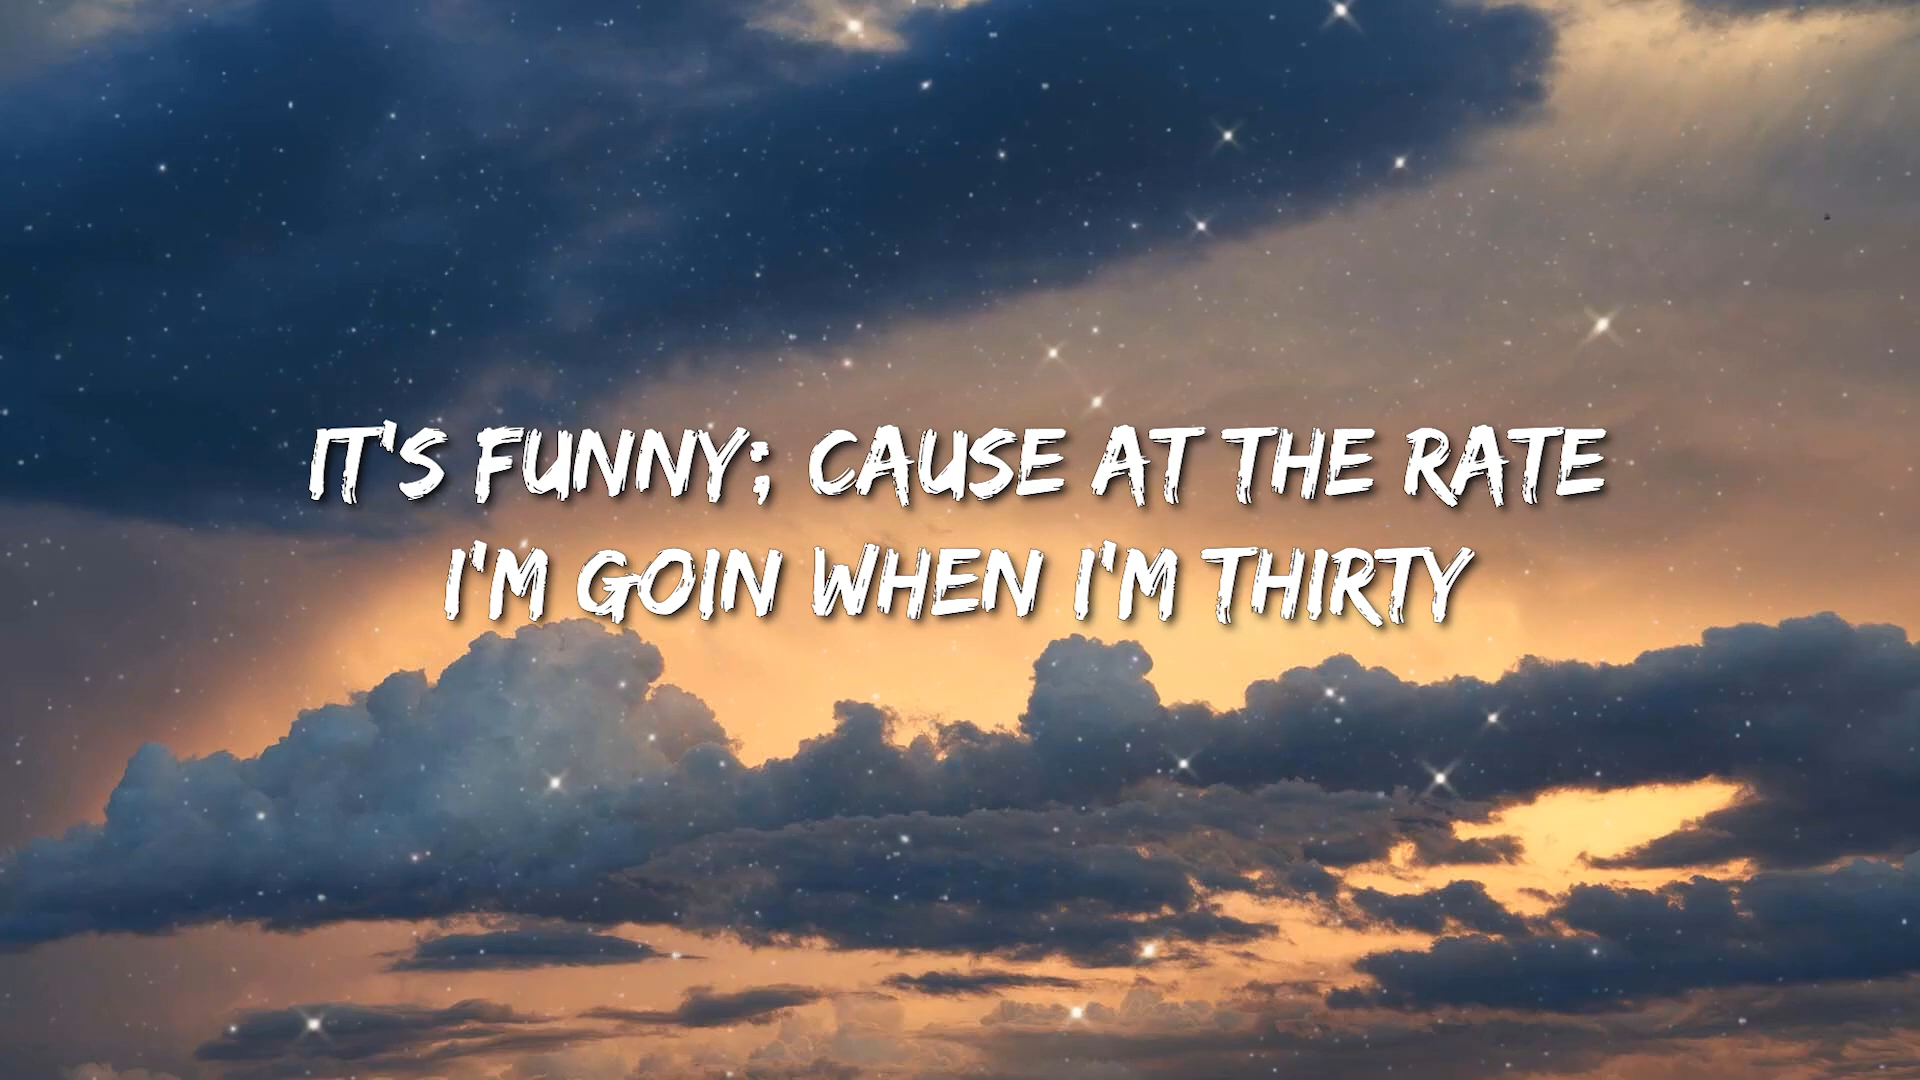 IT'S FUNNY; CAUSE AT THE RATE
I'M GOIN WHEN I'M THIRTY